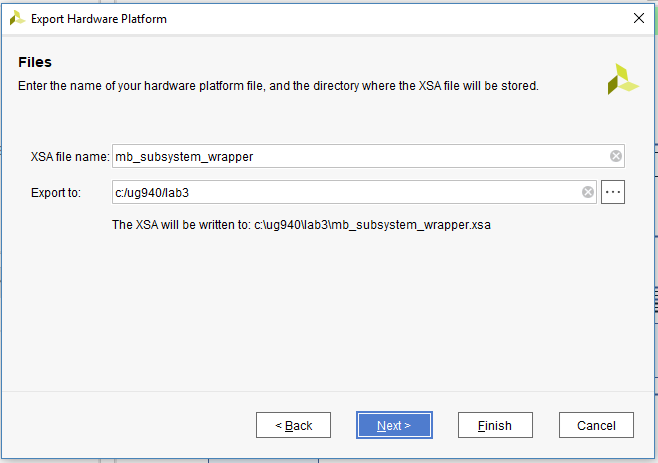 Export Hardware Platform
Files
Enter the name of your hardware platform file, and the directory where the XSA file will be stored.
XSA file name: mb_subsystem_wrapper
Export to: c:/ug940/lab3
The XSA will be written to: c:\ug940\lab3\mb_subsystem_wrapper.xsa
< Back Next > Finish Cancel